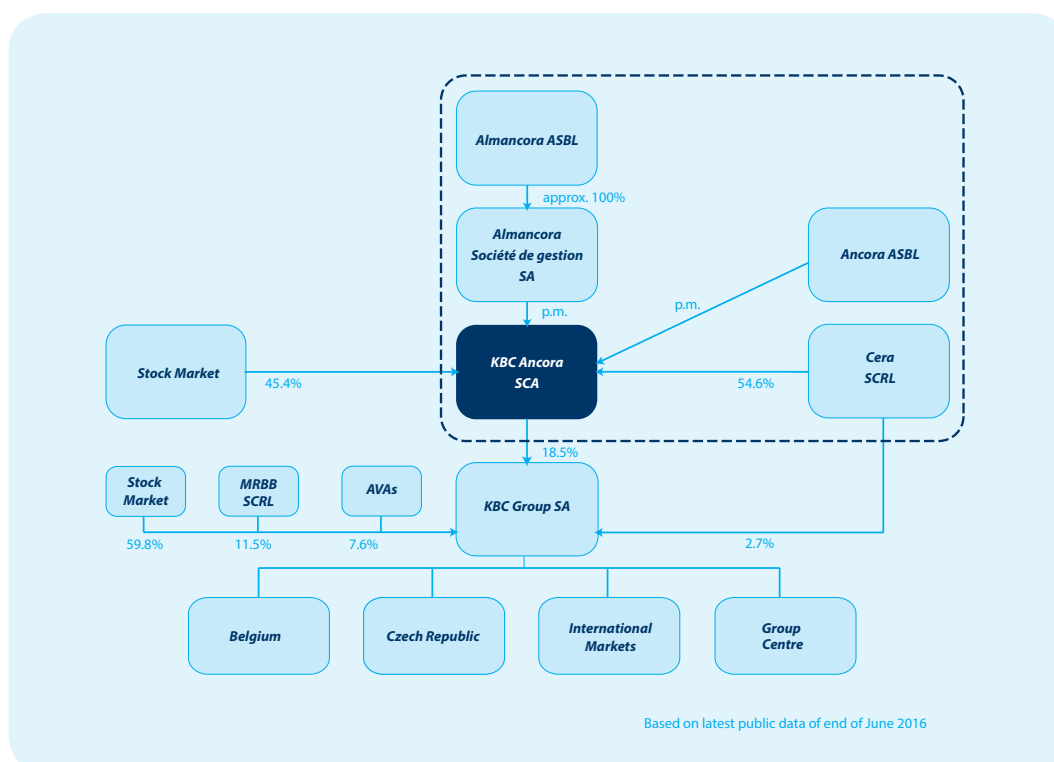 Almancora ASBL
approx. 100%
Almancora
Société de gestion
SA
Ancora ASBL
p.m.
p.m.
Stock Market
45.4%
KBC Ancora
SCA
54.6%
Cera
SCRL
18.5%
Stock
Market
MRBB
SCRL
AVAs
KBC Group SA
59.8%
11.5%
7.6%
2.7%
Belgium
Czech Republic
International
Markets
Group
Centre
Based on latest public data of end of June 2016